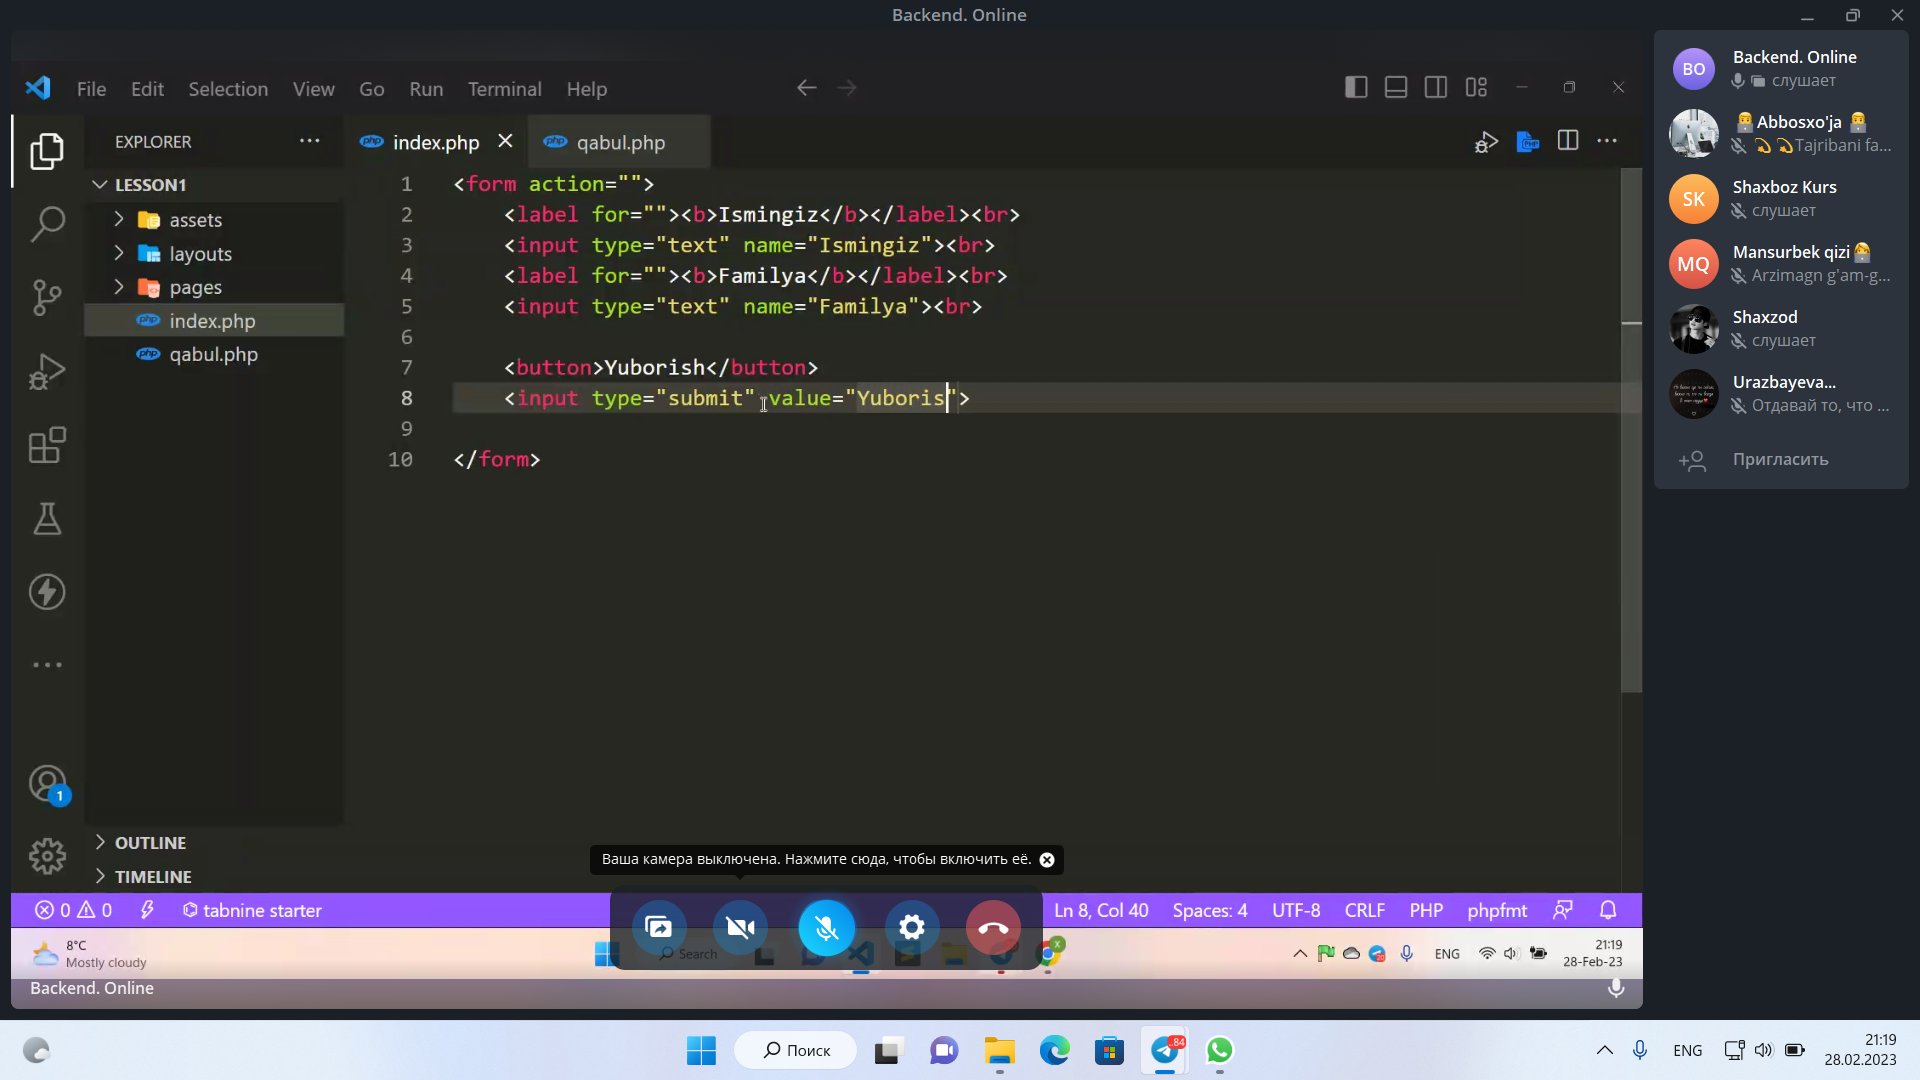 Backend. Online
File Edit Selection View Go Run Terminal Help
EXPLORER
index.php
qabul.php
LESSON1
assets
layouts
pages
index.php
qabul.php
1 <form action="">
2 <label for=""><b>Ismingiz</b></label><br>
3 <input type="text" name="Ismingiz"><br>
4 <label for=""><b>Familya</b></label><br>
5 <input type="text" name="Familya"><br>
6
7 <button>Yuborish</button>
8 <input type="submit" value="Yuboris">
9
10 </form>
1
OUTLINE
TIMELINE
Ваша камера выключена. Нажмите сюда, чтобы включить её.
0 0 tabnine starter Ln 8, Col 40 Spaces: 4 UTF-8 CRLF PHP phpfmt
8°C
Mostly cloudy
Search
ENG
21:19
28-Feb-23
Backend. Online
BO
Backend. Online
слушает
Abbosxo'ja
Tajribani fa...
SK
Shaxboz Kurs
слушает
MQ
Mansurbek qizi
Arzimagn g'am-g...
Shaxzod
слушает
Urazbayeva...
Отдавай то, что ...
Пригласить
Поиск
..84
ENG
21:19
28.02.2023